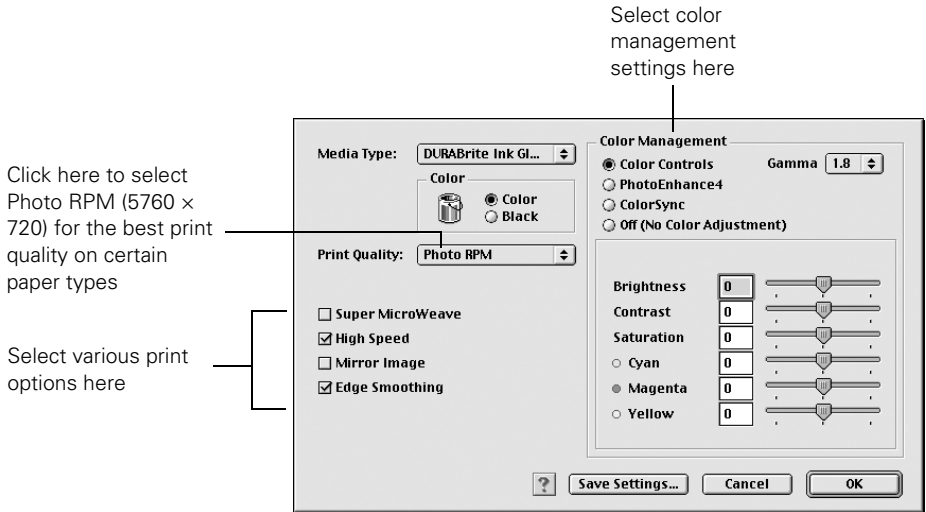 Select color
management
settings here
Click here to select
Photo RPM (5760 ×
720) for the best print
quality on certain
paper types
Select various print
options here
Media Type: DURABrite Ink Gl...
Color
Color
Black
Print Quality: Photo RPM
Super MicroWeave
High Speed
Mirror Image
Edge Smoothing
Color Management
Color Controls Gamma 1.8
PhotoEnhance4
ColorSync
Off (No Color Adjustment)
Brightness 0
Contrast 0
Saturation 0
Cyan 0
Magenta 0
Yellow 0
? Save Settings... Cancel OK